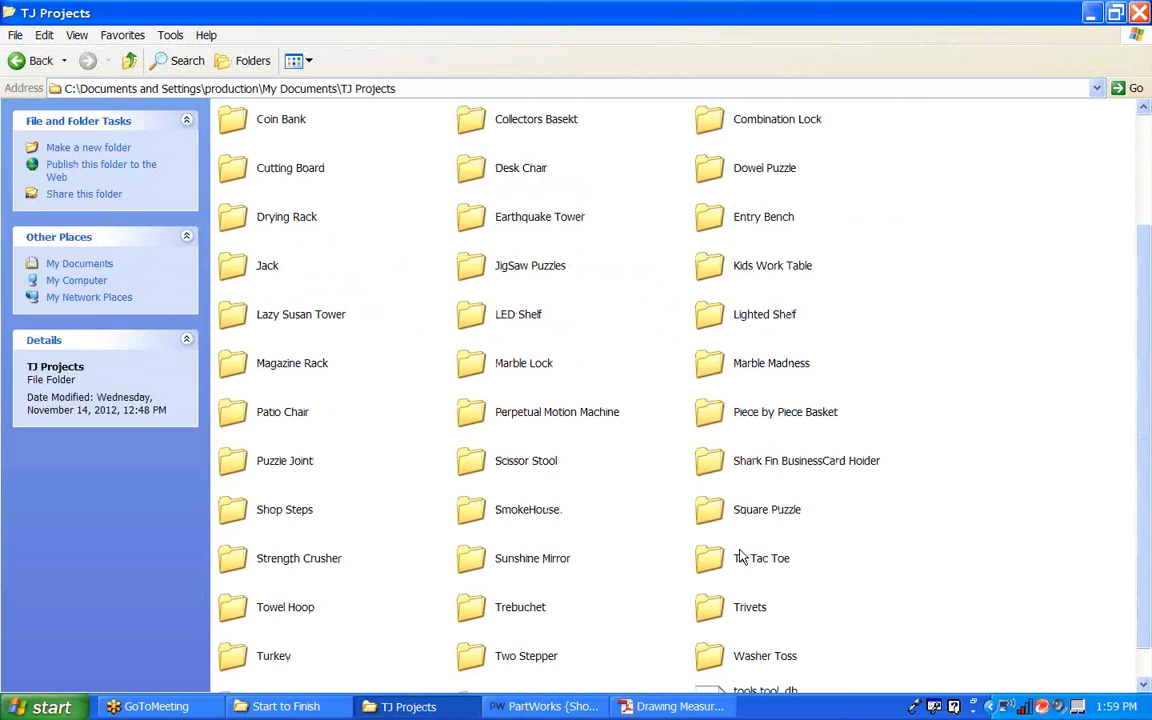 TJ Projects
File Edit View Favorites Tools Help
Back Search Folders
Address C:\Documents and Settings\production\My Documents\TJ Projects Go
File and Folder Tasks
Make a new folder
Publish this folder to the
Web
Share this folder
Other Places
My Documents
My Computer
My Network Places
Details
TJ Projects
File Folder
Date Modified: Wednesday,
November 14, 2012, 12:48 PM
Coin Bank Collectors Basekt Combination Lock
Cutting Board Desk Chair Dowel Puzzle
Drying Rack Earthquake Tower Entry Bench
Jack JigSaw Puzzles Kids Work Table
Lazy Susan Tower LED Shelf Lighted Shelf
Magazine Rack Marble Lock Marble Madness
Patio Chair Perpetual Motion Machine Piece by Piece Basket
Puzzle Joint Scissor Stool Shark Fin BusinessCard Holder
Shop Steps SmokeHouse. Square Puzzle
Strength Crusher Sunshine Mirror Tic Tac Toe
Towel Hoop Trebuchet Trivets
Turkey Two Stepper Washer Toss
tools.tool_db
start GoToMeeting Start to Finish TJ Projects PartWorks {Sho... Drawing Measur... 1:59 PM